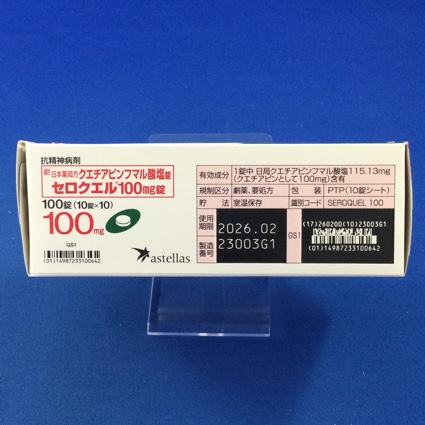 抗精神病剤
劇 日本薬局方 クエチアピンフマル酸塩錠
セロクエル®100mg錠
100錠(10錠×10)
100mg
GS1
(01)14987233100642
astellas
有効成分 1錠中 日局クエチアピンフマル酸塩115.13mg
(クエチアピンとして100mg)含有
規制区分 劇薬、処方 包装 PTP(10錠シート)
貯法 室温保存 識別コード SEROQUEL 100
使用期限 2026.02
製造番号 23003G1
GS1
(17)260200(10)23003G1
(01)14987233100642